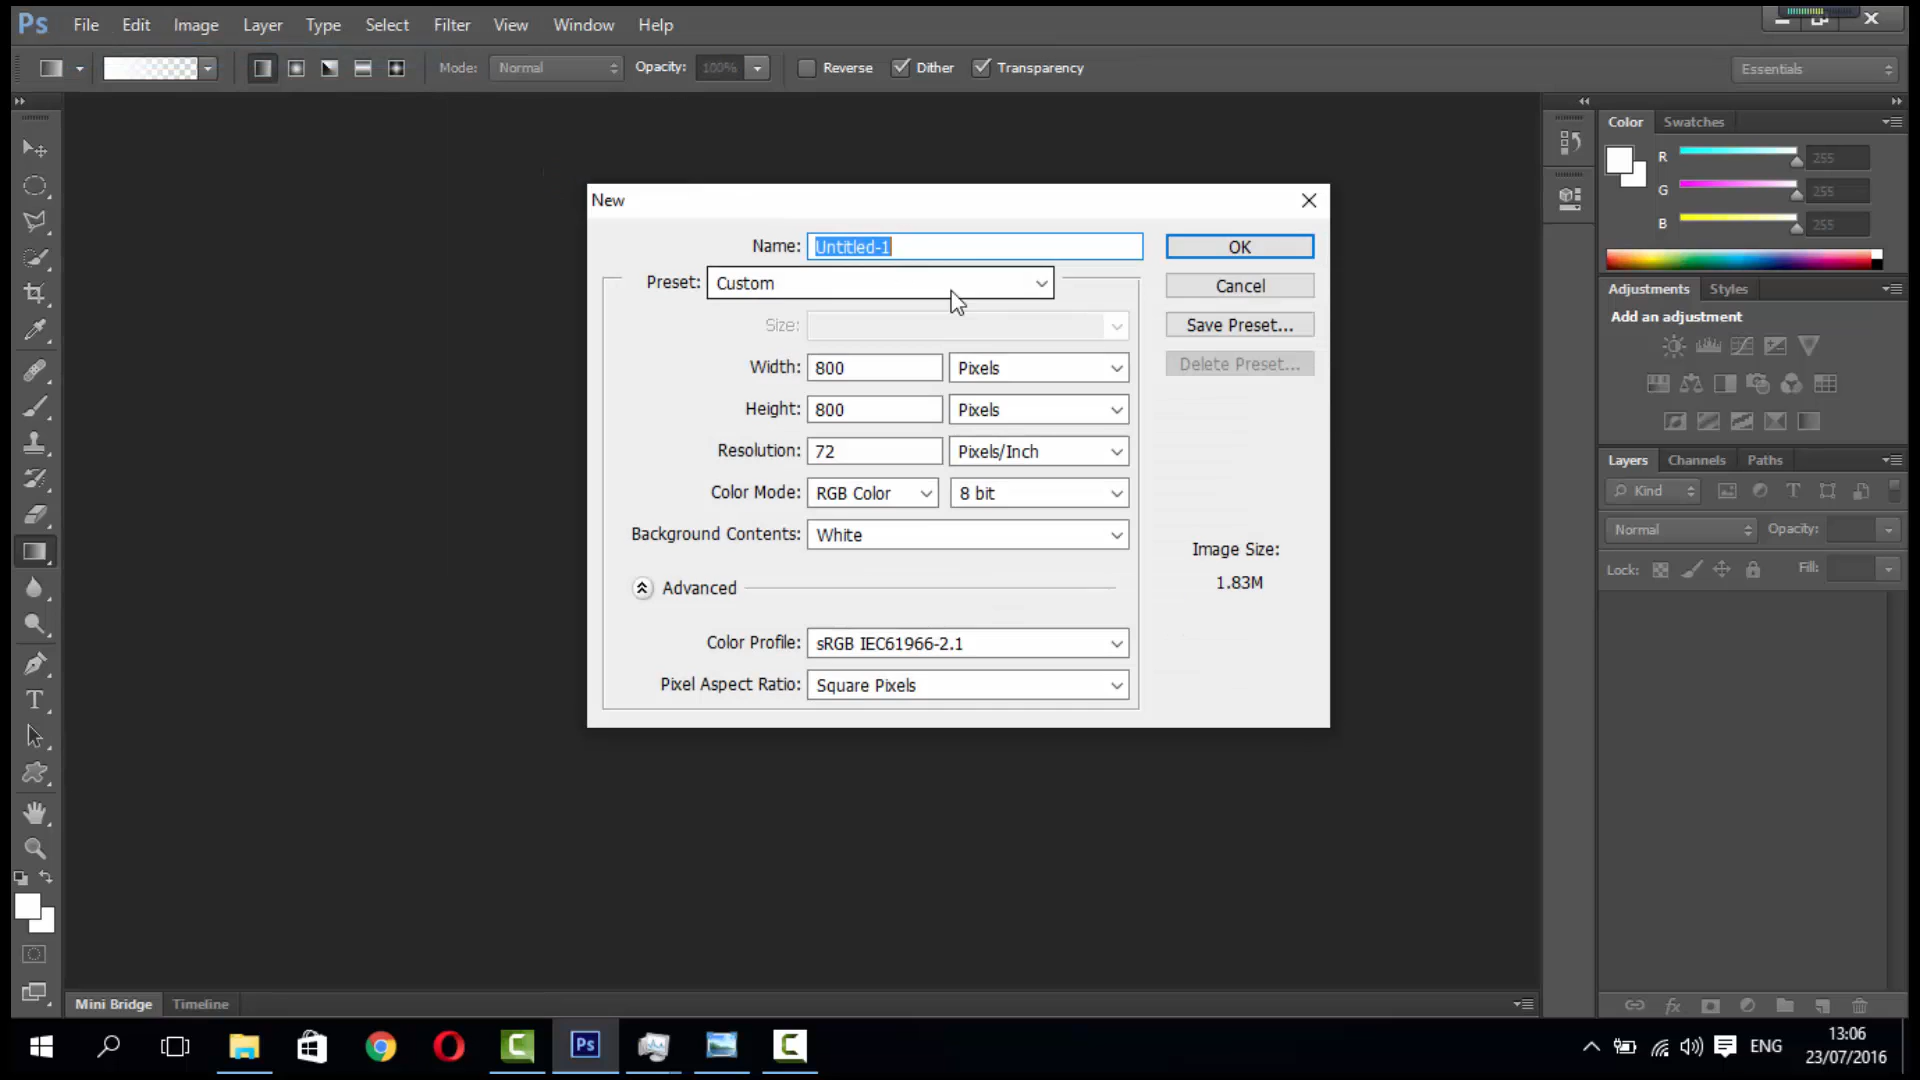 Ps File Edit Image Layer Type Select Filter View Window Help
Mode: Normal Opacity: 100% Reverse Dither Transparency Essentials
Color Swatches
R 255
G 255
B 255
Adjustments Styles
Add an adjustment
Layers Channels Paths
Kind
Normal Opacity:
Lock: Fill:
New
Name: Untitled-1 OK
Preset: Custom Cancel
Size: Save Preset...
Width: 800 Pixels Delete Preset...
Height: 800 Pixels
Resolution: 72 Pixels/Inch
Color Mode: RGB Color 8 bit
Background Contents: White
Image Size:
1.83M
Advanced
Color Profile: sRGB IEC61966-2.1
Pixel Aspect Ratio: Square Pixels
Mini Bridge Timeline
Ps ENG 13:06
23/07/2016